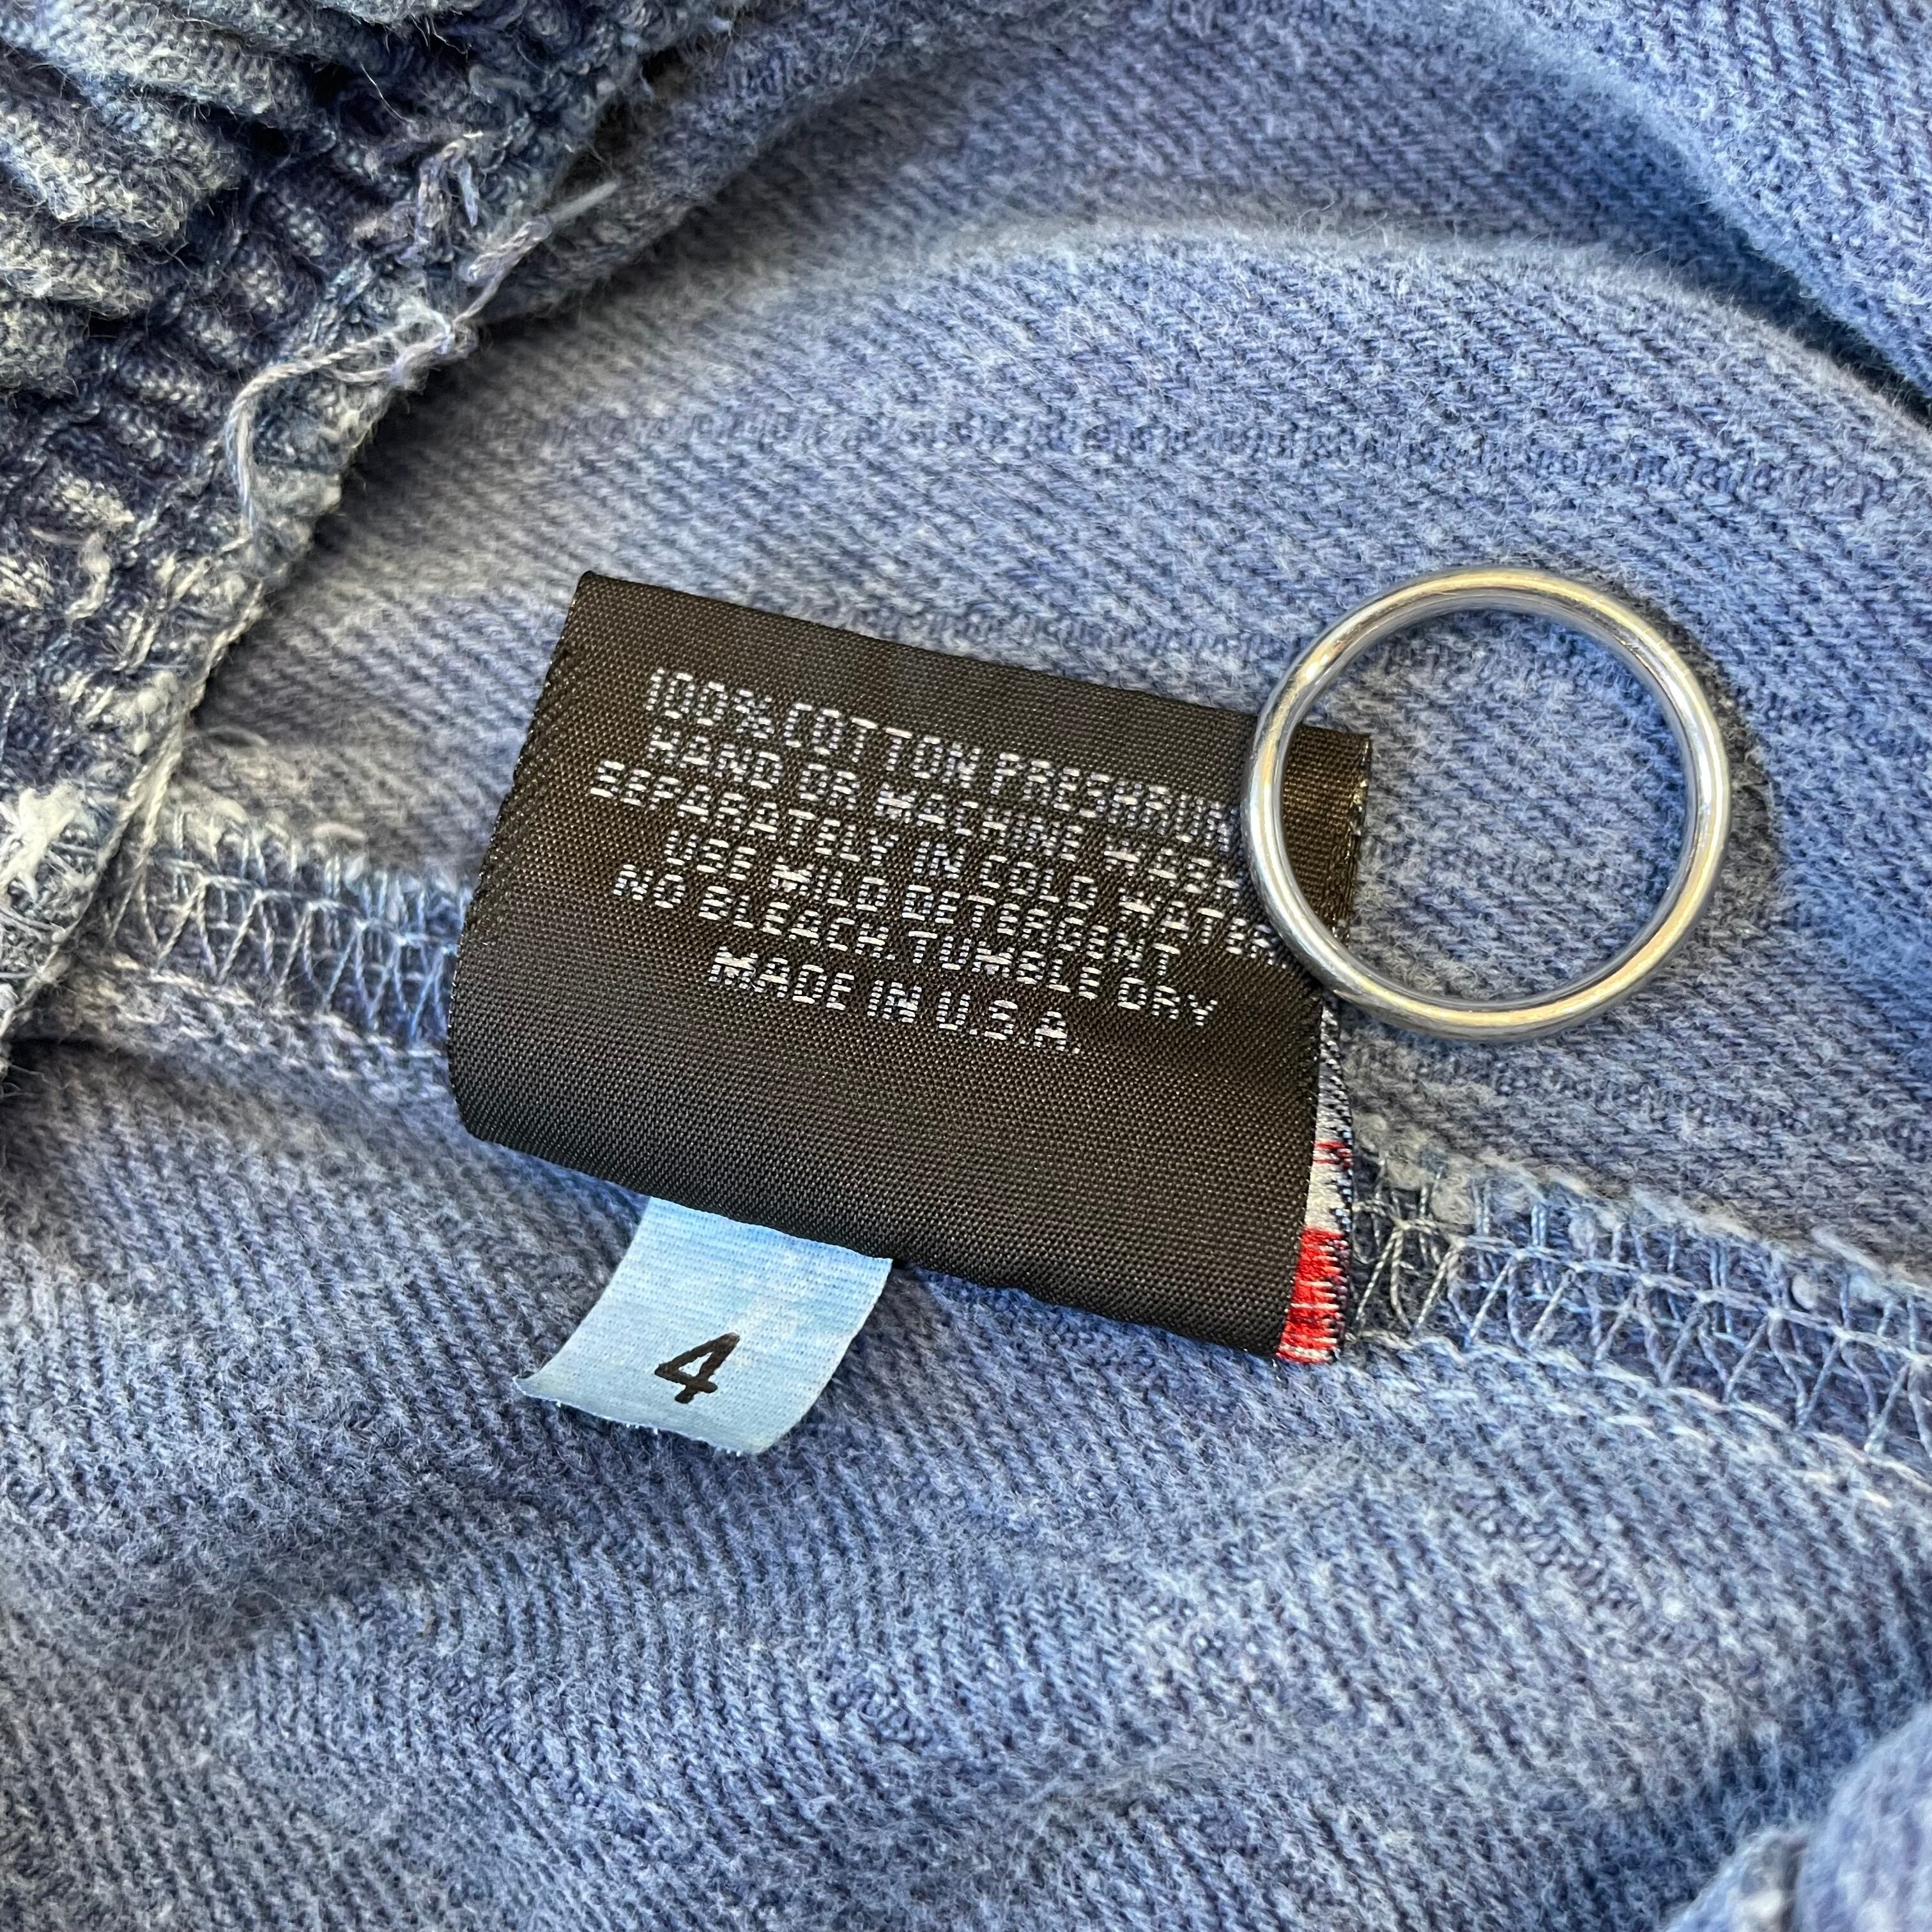 100% COTTON PRESHRUN
HAND OR MACHINE WASH
SEPARATELY IN COLD WATER.
USE MILD DETERGENT
NO BLEACH. TUMBLE DRY
MADE IN U.S.A.
4